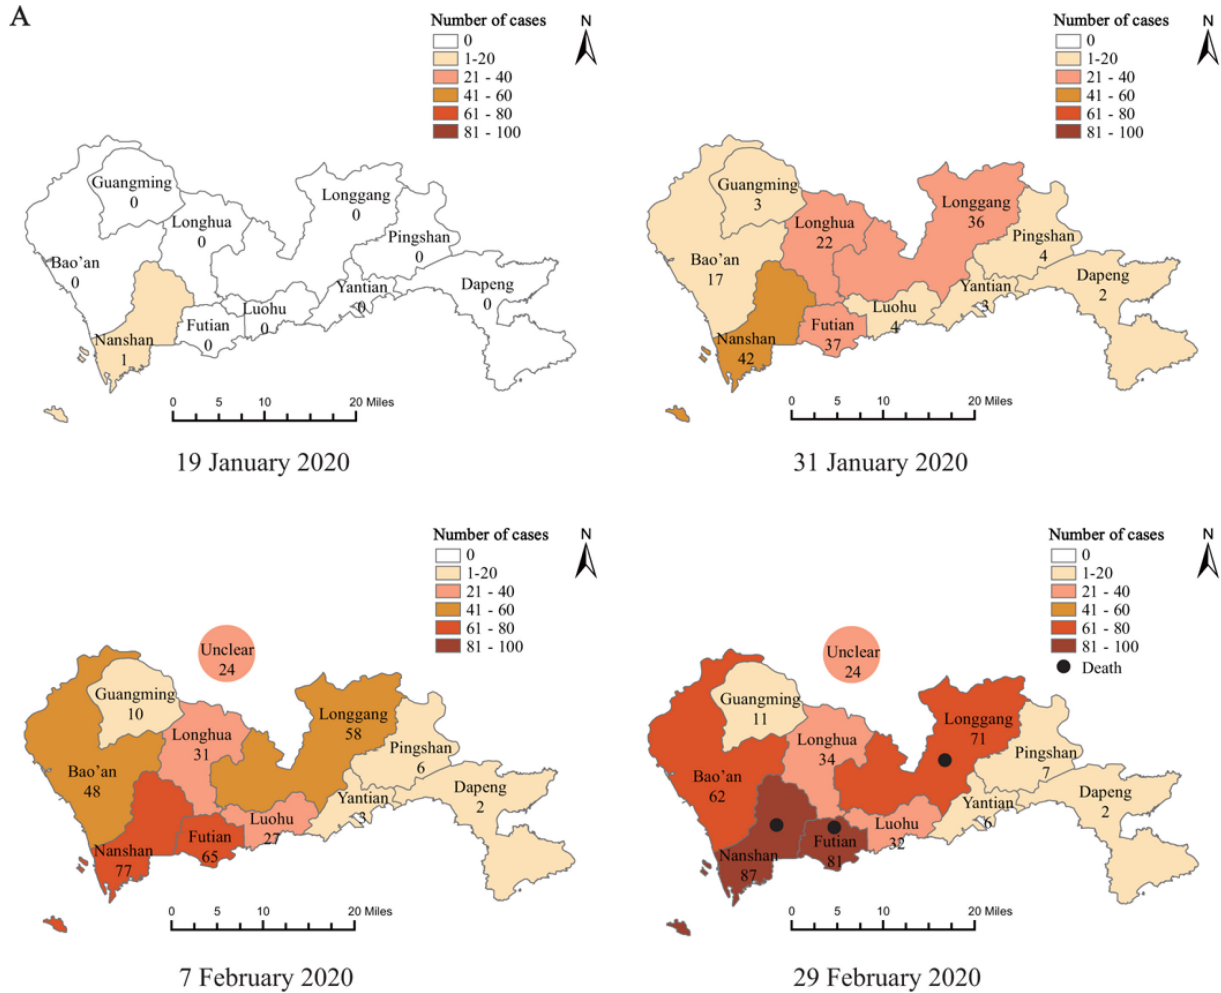 A
Number of cases
0
1-20
21 - 40
41 - 60
61 - 80
81 - 100
N
Guangming
0
Longhua
0
Longgang
0
Pingshan
0
Bao’an
0
Yantian
0
Dapeng
0
Luohu
0
Futian
0
Nanshan
1
0 5 10 20 Miles
19 January 2020
Number of cases
0
1-20
21 - 40
41 - 60
61 - 80
81 - 100
N
Guangming
3
Longhua
22
Longgang
36
Pingshan
4
Bao’an
17
Yantian
3
Dapeng
2
Luohu
4
Futian
37
Nanshan
42
0 5 10 20 Miles
31 January 2020
Number of cases
0
1-20
21 - 40
41 - 60
61 - 80
81 - 100
N
Unclear
24
Guangming
10
Longhua
31
Longgang
58
Pingshan
6
Bao’an
48
Yantian
3
Dapeng
2
Luohu
27
Futian
65
Nanshan
77
0 5 10 20 Miles
7 February 2020
Number of cases
0
1-20
21 - 40
41 - 60
61 - 80
81 - 100
Death
N
Unclear
24
Guangming
11
Longhua
34
Longgang
71
Pingshan
7
Bao’an
62
Yantian
6
Dapeng
2
Luohu
32
Futian
81
Nanshan
87
0 5 10 20 Miles
29 February 2020